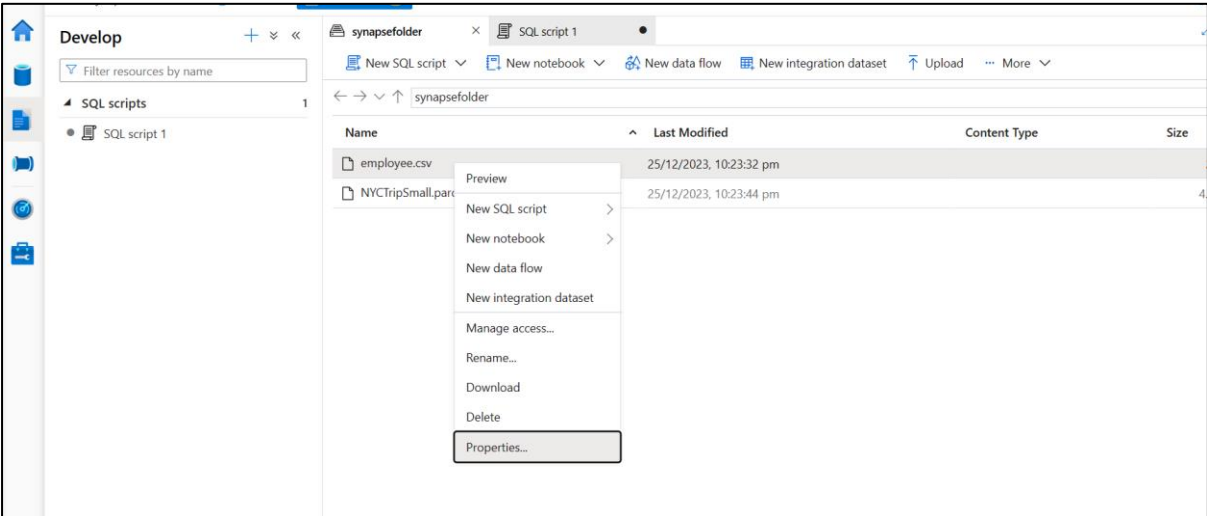 Develop
Filter resources by name
SQL scripts 1
SQL script 1
synapsefolder
SQL script 1
New SQL script
New notebook
New data flow
New integration dataset
Upload
More
synapsefolder
Name Last Modified Content Type Size
employee.csv 25/12/2023, 10:23:32 pm
NYCTripSmall.parq 25/12/2023, 10:23:44 pm 4.
Preview
New SQL script
New notebook
New data flow
New integration dataset
Manage access...
Rename...
Download
Delete
Properties...